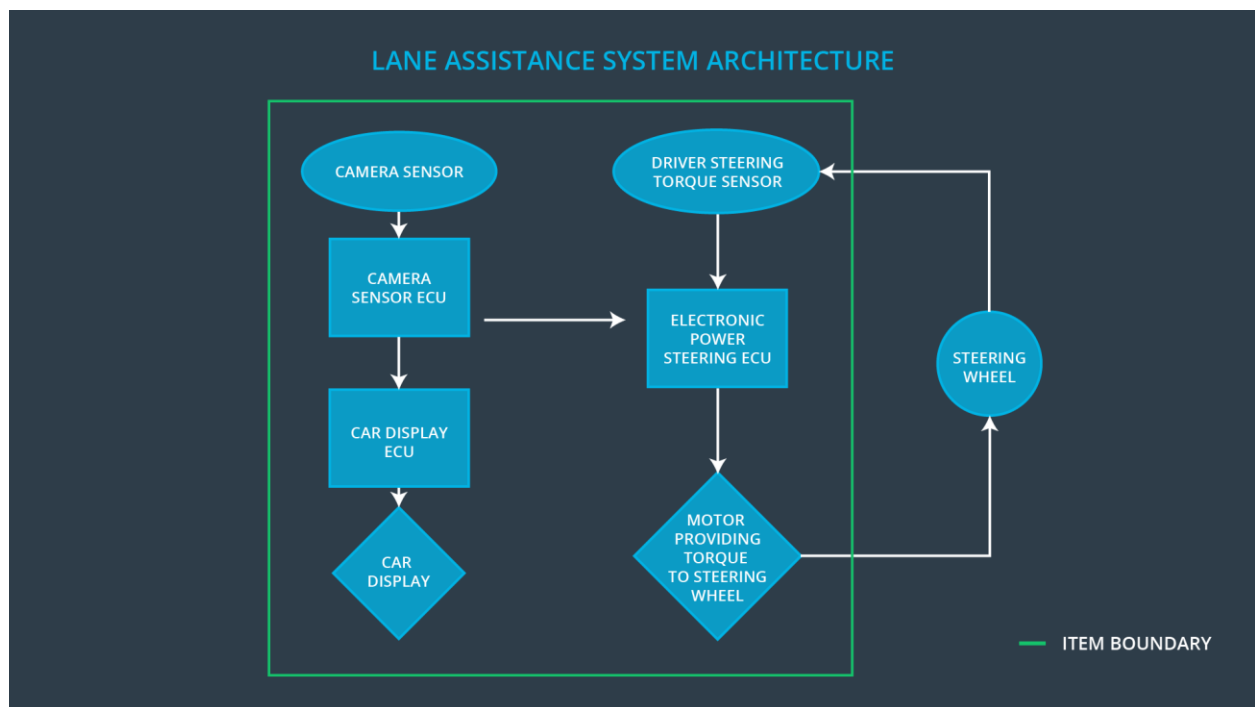 LANE ASSISTANCE SYSTEM ARCHITECTURE
CAMERA SENSOR
CAMERA
SENSOR ECU
CAR DISPLAY
ECU
CAR
DISPLAY
DRIVER STEERING
TORQUE SENSOR
ELECTRONIC
POWER
STEERING ECU
MOTOR
PROVIDING
TORQUE
TO STEERING
WHEEL
STEERING
WHEEL
ITEM BOUNDARY